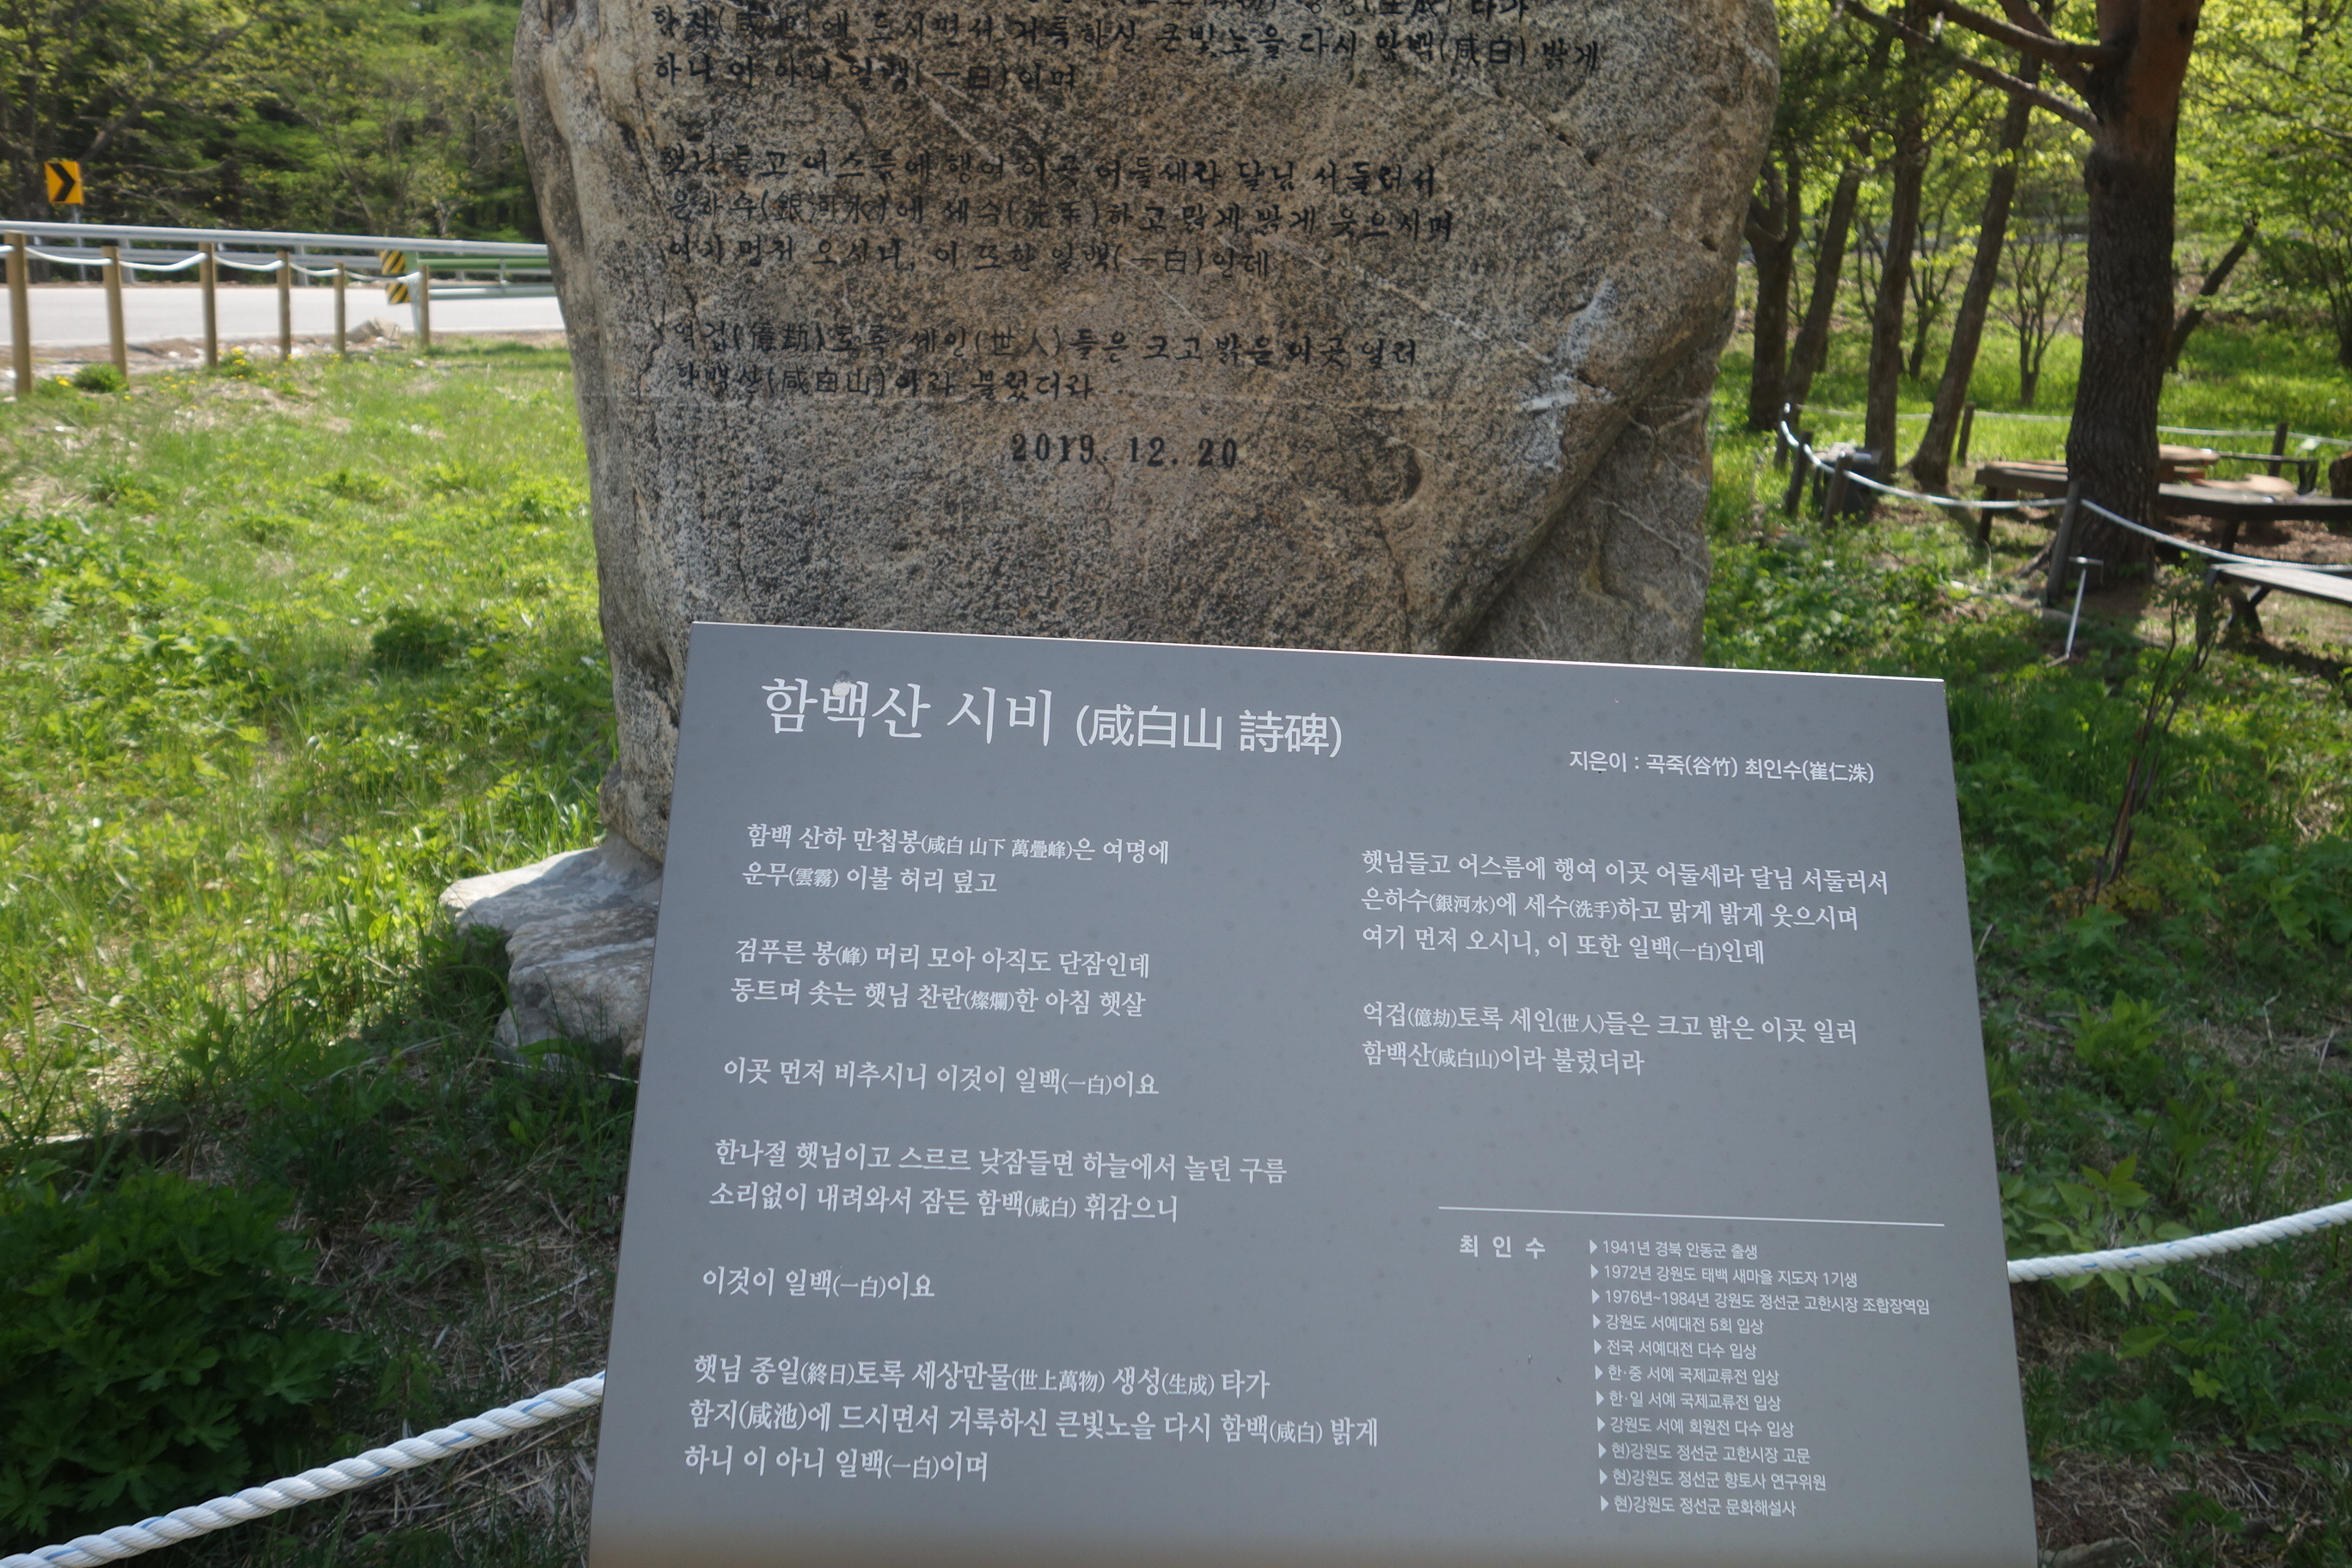 함지(咸池)에 드시면서 거룩하신 큰빛노을 다시 함백(咸白) 밝게
하니 이 아니 일백(一白)이며
햇님들고 어스름에 행여 이곳 어둘세라 달님 서둘러서
은하수(銀河水)에 세수(洗手)하고 맑게 밝게 웃으시며
여기 먼저 오시니, 이 또한 일백(一白)인데
억겁(億劫)토록 세인(世人)들은 크고 밝은 이곳 일러
함백산(咸白山)이라 불렀더라
2019. 12. 20
함백산 시비 (咸白山 詩碑)
지은이 : 곡죽(谷竹) 최인수(崔仁洙)
함백 산하 만첩봉(咸白 山下 萬疊峰)은 여명에
운무(雲霧) 이불 허리 덮고
검푸른 봉(峰) 머리 모아 아직도 단잠인데
동트며 솟는 햇님 찬란(燦爛)한 아침 햇살
이곳 먼저 비추시니 이것이 일백(一白)이요
한나절 햇님이고 스르르 낮잠들면 하늘에서 놀던 구름
소리없이 내려와서 잠든 함백(咸白) 휘감으니
이것이 일백(一白)이요
햇님 종일(終日)토록 세상만물(世上萬物) 생성(生成) 타가
함지(咸池)에 드시면서 거룩하신 큰빛노을 다시 함백(咸白) 밝게
하니 이 아니 일백(一白)이며
햇님들고 어스름에 행여 이곳 어둘세라 달님 서둘러서
은하수(銀河水)에 세수(洗手)하고 맑게 밝게 웃으시며
여기 먼저 오시니, 이 또한 일백(一白)인데
억겁(億劫)토록 세인(世人)들은 크고 밝은 이곳 일러
함백산(咸白山)이라 불렀더라
최 인 수
▶1941년 경북 안동군 출생
▶1972년 강원도 태백 새마을 지도자 1기생
▶1976년~1984년 강원도 정선군 고한시장 조합장역임
▶강원도 서예대전 5회 입상
▶전국 서예대전 다수 입상
▶한·중 서예 국제교류전 입상
▶한·일 서예 국제교류전 입상
▶강원도 서예 회원전 다수 입상
▶현)강원도 정선군 고한시장 고문
▶현)강원도 정선군 향토사 연구위원
▶현)강원도 정선군 문화해설사